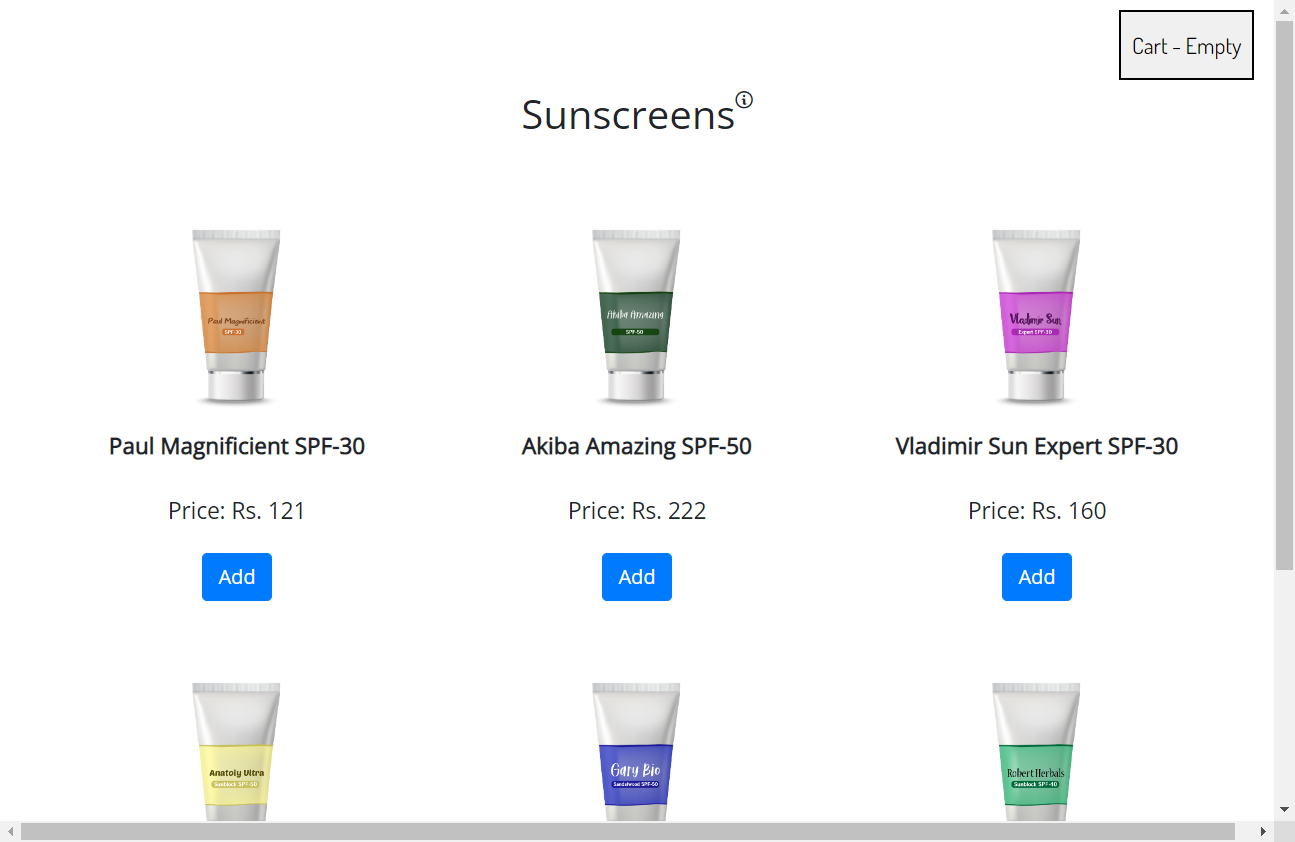 Cart - Empty
Sunscreens
Paul Magnificient
SPF-30
Akiba Amazing
SPF-50
Vladimir Sun
Expert SPF-30
Paul Magnificient SPF-30
Akiba Amazing SPF-50
Vladimir Sun Expert SPF-30
Price: Rs. 121
Price: Rs. 222
Price: Rs. 160
Add
Add
Add
Anatoly Ultra
Sunblock SPF-50
Gary Bio
Sandalwood SPF-50
Robert Herbals
Sunblock SPF-40